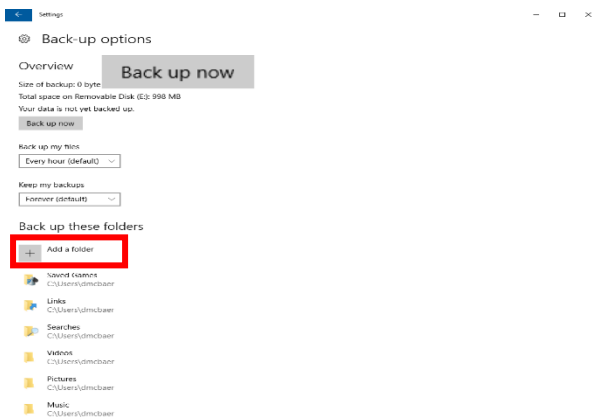 Settings
Back-up options
Overview
Back up now
Size of backup: 0 byte
Total space on Removable Disk (E:): 998 MB
Your data is not yet backed up.
Back up now
Back up my files
Every hour (default)
Keep my backups
Forever (default)
Back up these folders
Add a folder
Saved Games
C:\Users\dmcbaer
Links
C:\Users\dmcbaer
Searches
C:\Users\dmcbaer
Videos
C:\Users\dmcbaer
Pictures
C:\Users\dmcbaer
Music
C:\Users\dmcbaer